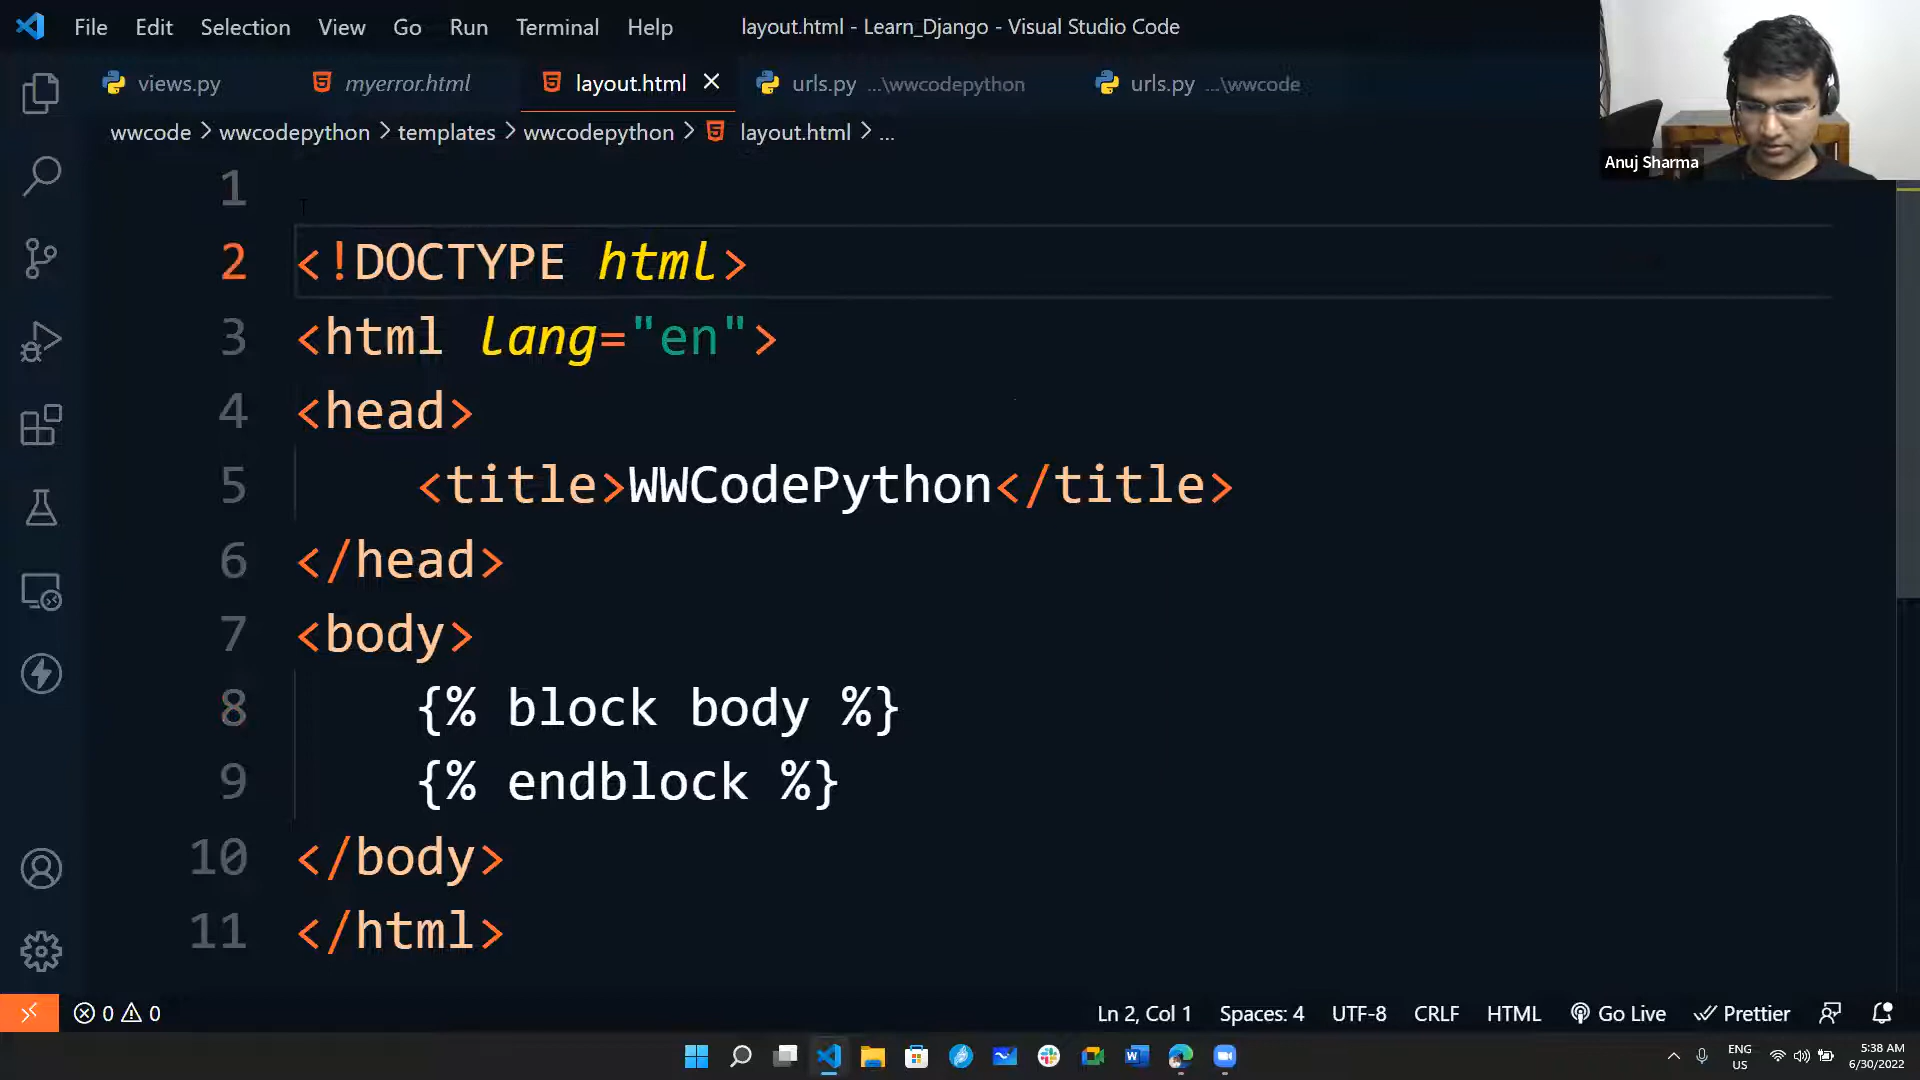 File Edit Selection View Go Run Terminal Help
layout.html - Learn_Django - Visual Studio Code
views.py
myerror.html
layout.html
urls.py ...\wwcodepython
urls.py ...\wwcode
wwcode > wwcodepython > templates > wwcodepython > layout.html > ...
Anuj Sharma
1
2 <!DOCTYPE html>
3 <html lang="en">
4 <head>
5 <title>WWCodePython</title>
6 </head>
7 <body>
8 {% block body %}
9 {% endblock %}
10 </body>
11 </html>
0 0
Ln 2, Col 1 Spaces: 4 UTF-8 CRLF HTML Go Live Prettier
ENG
US
5:38 AM
6/30/2022